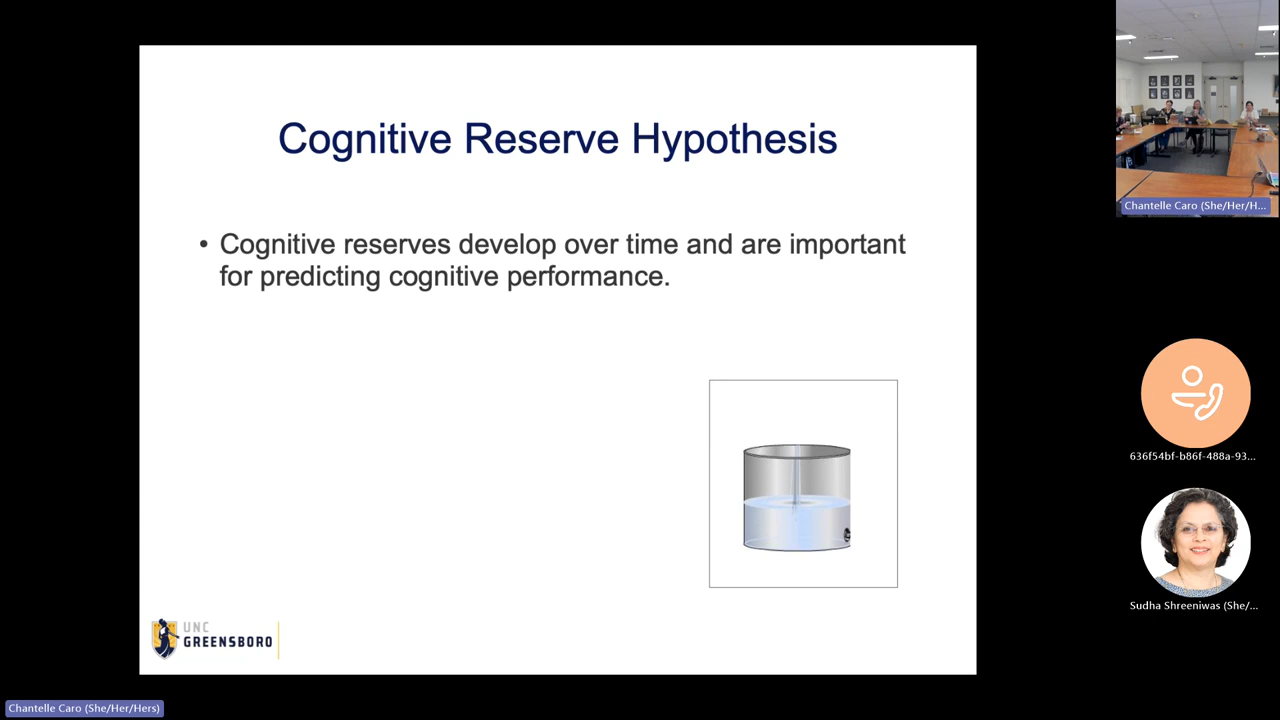 Cognitive Reserve Hypothesis
• Cognitive reserves develop over time and are important
for predicting cognitive performance.
UNC
GREENSBORO
Chantelle Caro (She/Her/H...
636f54bf-b86f-488a-93...
Sudha Shreeniwas (She/...
Chantelle Caro (She/Her/Hers)